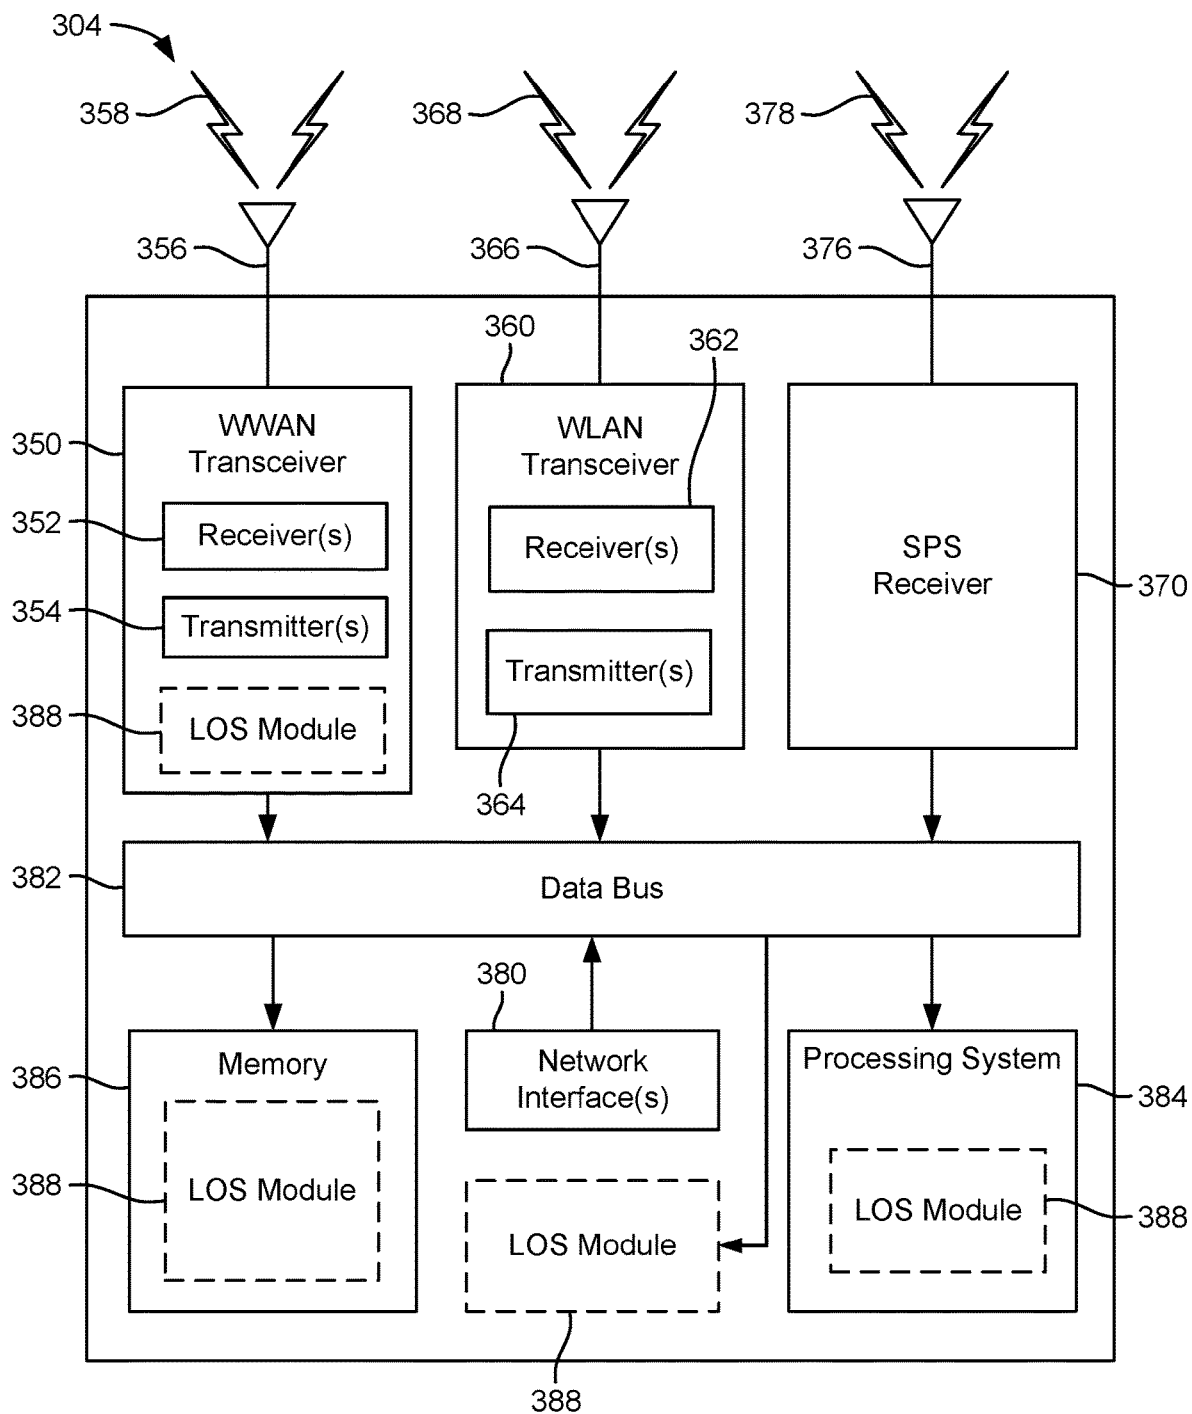 304
358
368
378
356
366
376
360
362
350
WWAN
Transceiver
WLAN
Transceiver
352
Receiver(s)
Receiver(s)
SPS
Receiver
370
354
Transmitter(s)
Transmitter(s)
388
LOS Module
364
382
Data Bus
380
386
Memory
Network
Interface(s)
Processing System
384
388
LOS Module
LOS Module
LOS Module
388
388